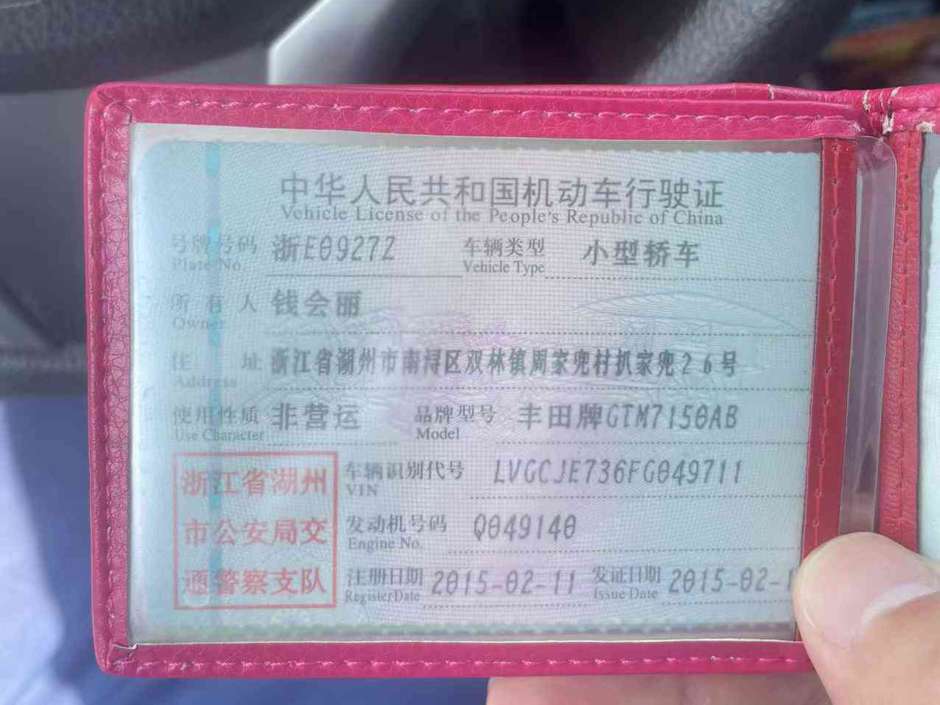 中华人民共和国机动车行驶证
Vehicle License of the People's Republic of China
号牌号码 浙E0927Z 车辆类型 小型轿车
Plate No. Vehicle Type
所有人 钱会丽
Owner
住址 浙江省湖州市南浔区双林镇周家兜村扒家兜26号
Address
使用性质 非营运 品牌型号 丰田牌GTM7150AB
Use Character Model
浙江省湖州
市公安局交
通警察支队
车辆识别代号 LVGCJE736FG049711
VIN
发动机号码 Q049140
Engine No.
注册日期 2015-02-11 发证日期 2015-02-1
Register Date Issue Date